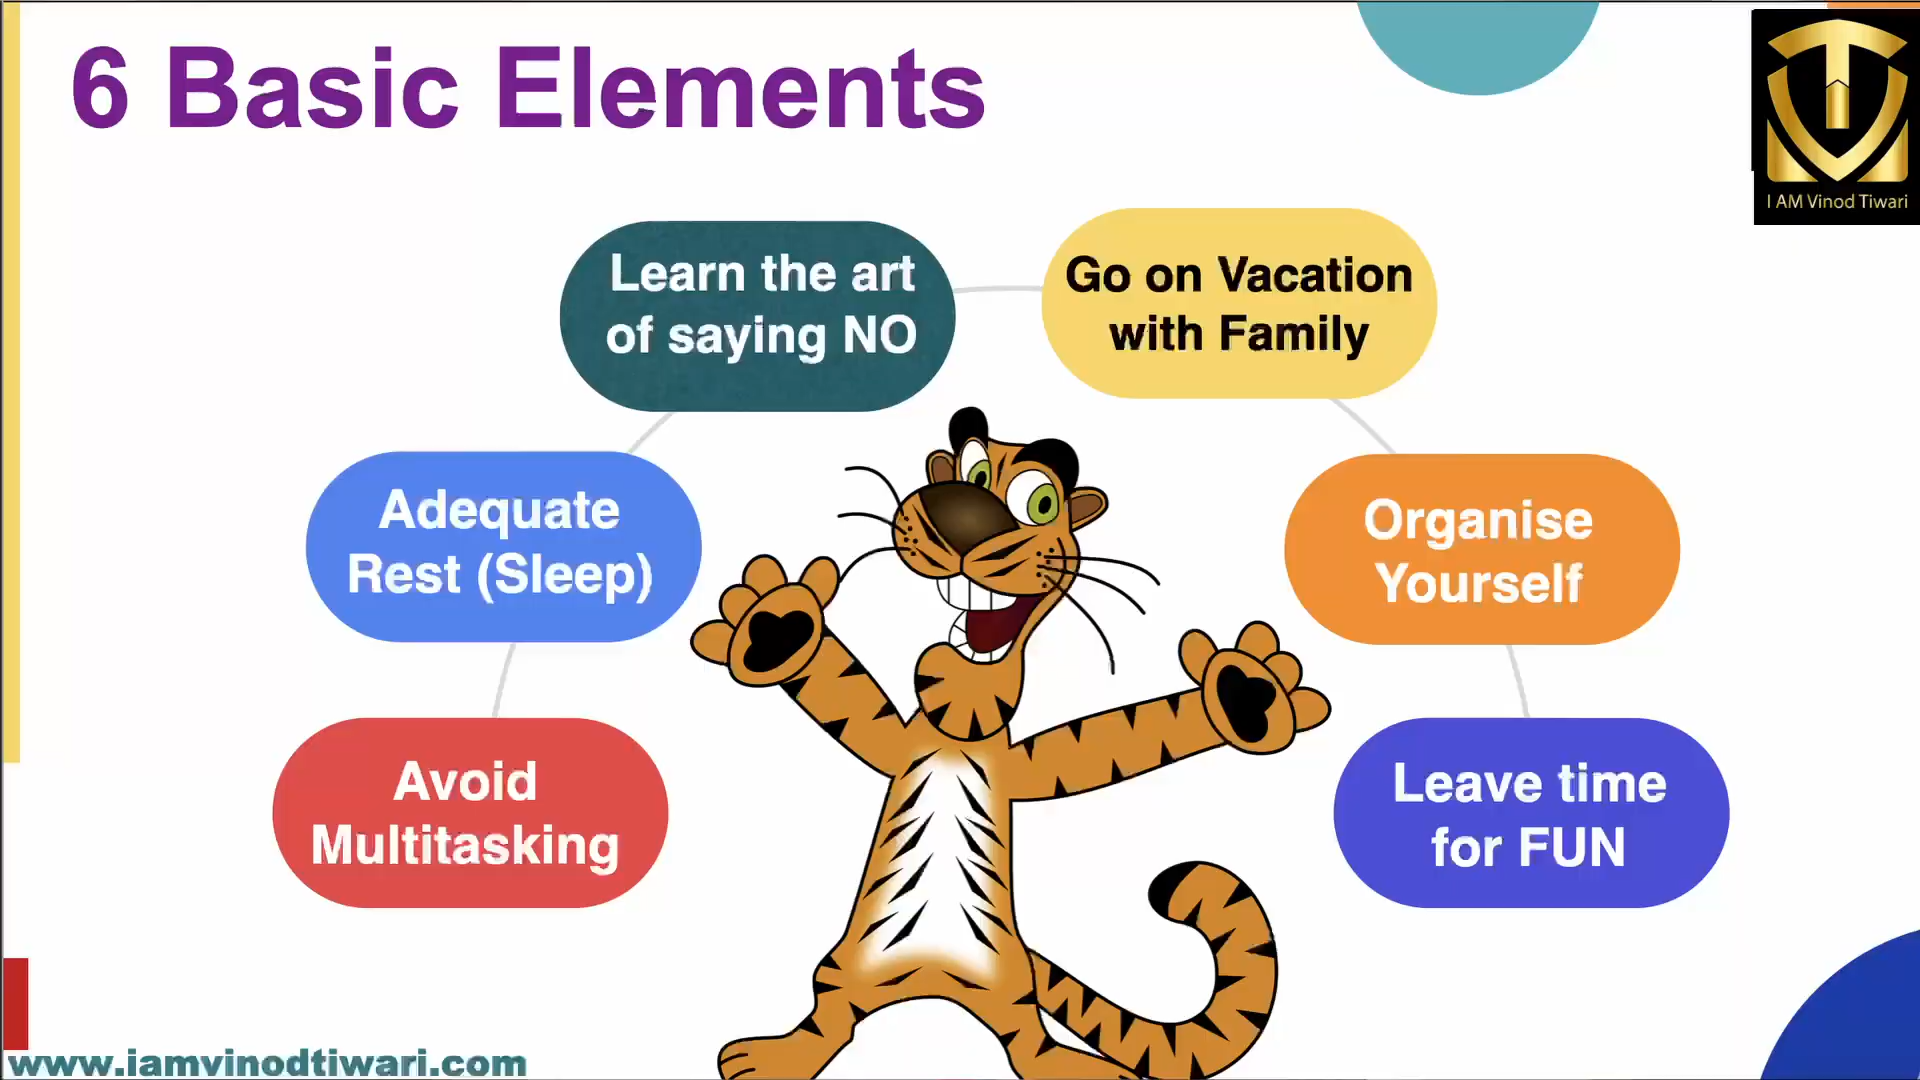 6 Basic Elements
I AM Vinod Tiwari
Learn the art
of saying NO
Go on Vacation
with Family
Adequate
Rest (Sleep)
Organise
Yourself
Avoid
Multitasking
Leave time
for FUN
www.iamvinodtiwari.com